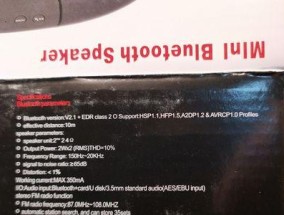 MInI Bluetooth Speaker
Specifications
Bluetooth parameters:
Bluetooth version:V2.1 + EDR class 2 O Support:HSP1.1,HFP1.5,A2DP1.2 & AVRCP1.0 Profiles
effective distance:10m
speaker parameters:
speaker unit:2"* 2 4 Ω
Output Power: 2Wx2 (RMS)THD=10%
Frequency Range: 150Hz~20KHz
signal to noise ratio: ≥85dB
Distortion: < 1%
Working current:MAX 350mA
I/O:Audio input:Bluetooth+card/U disk/3.5mm standard audio(AES/EBU input)
stereo FM radio function
FM radio frequency:87.0MHz~108.0MHZ
automatic station search, and can store 35sets